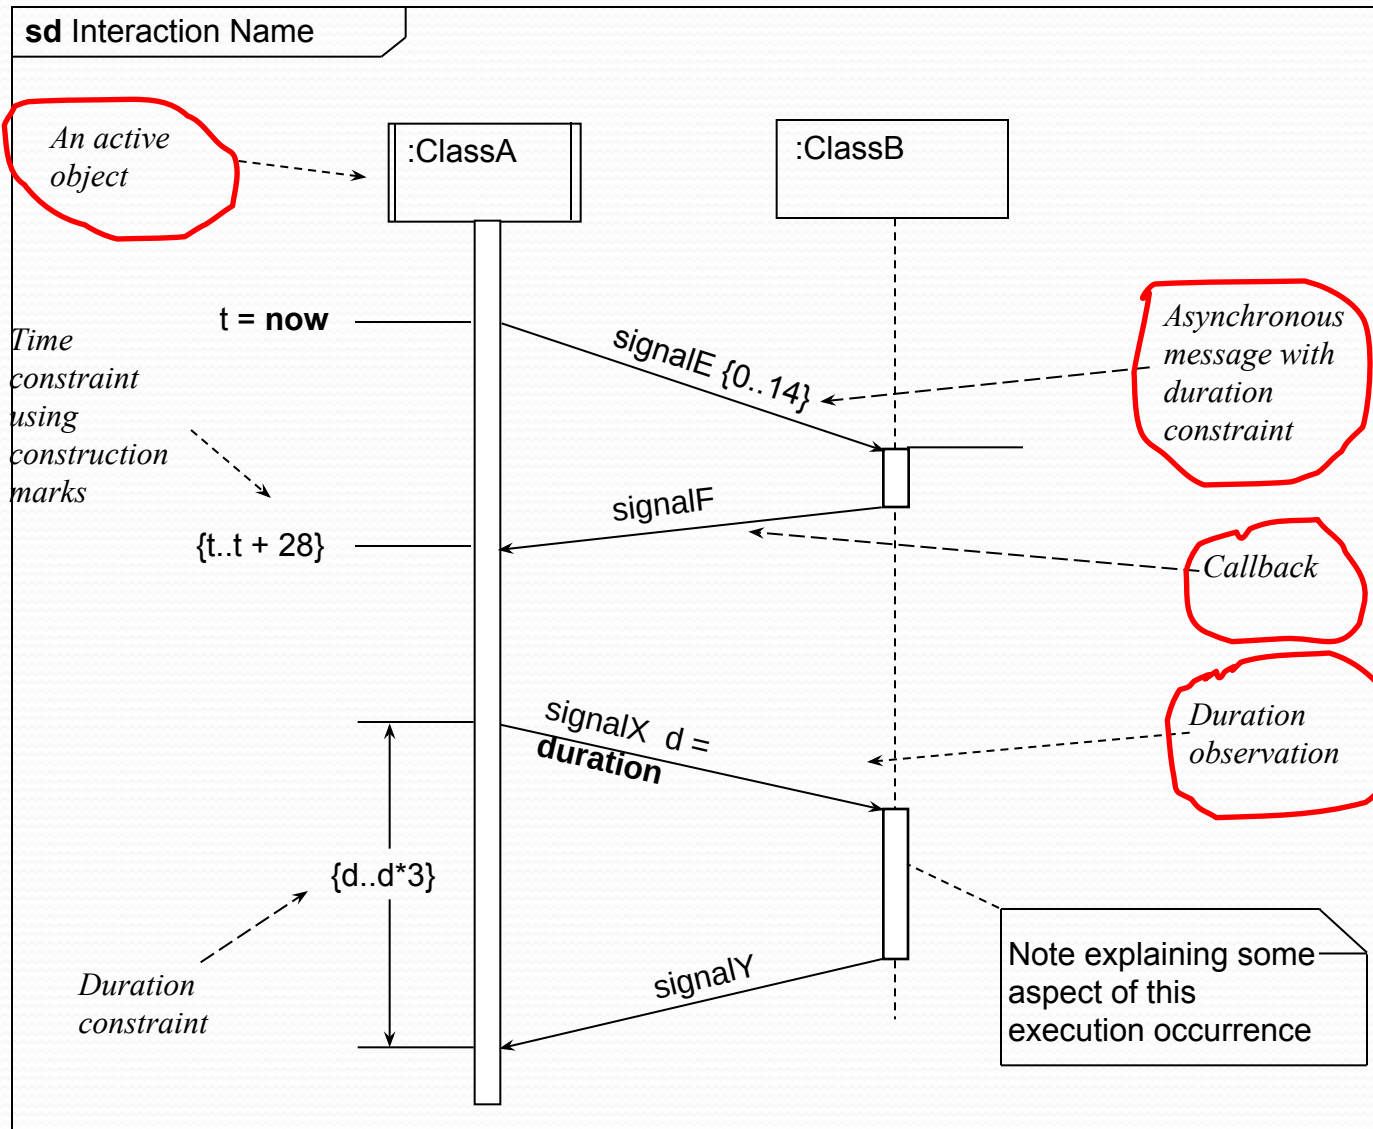 sd Interaction Name
An active
object
:ClassA
:ClassB
t = now
Time
constraint
using
construction
marks
signalE {0..14}
Asynchronous
message with
duration
constraint
signalF
{t..t + 28}
Callback
signalX d =
duration
Duration
observation
{d..d*3}
Duration
constraint
signalY
Note explaining some
aspect of this
execution occurrence